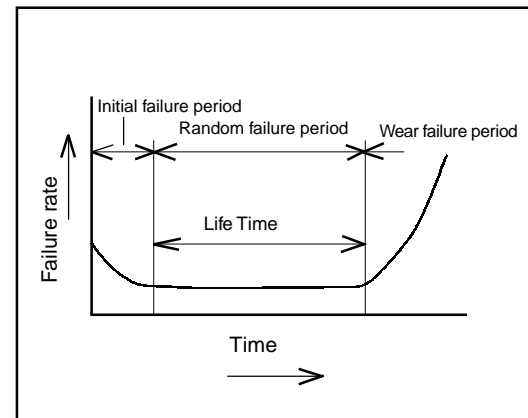 Initial failure period
Random failure period
Wear failure period
Life Time
Failure rate
Time